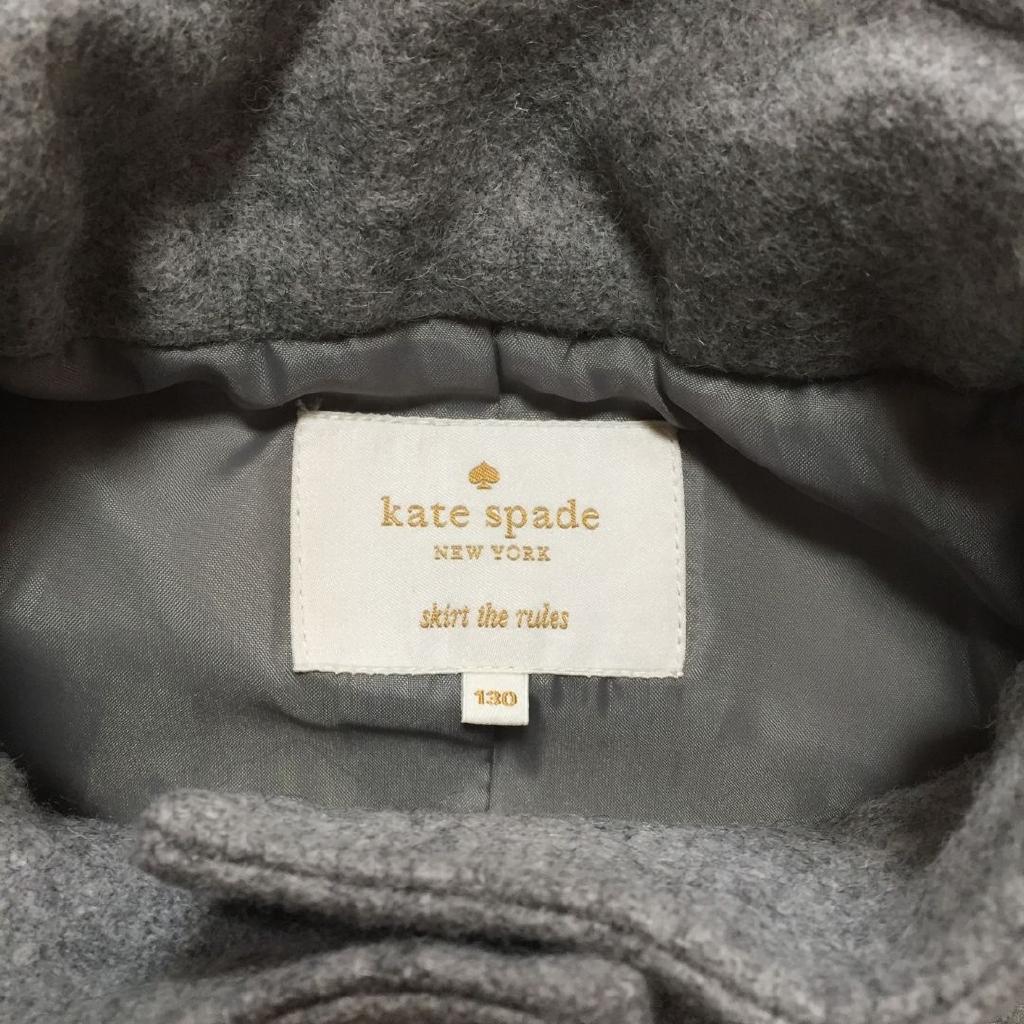 kate spade
NEW YORK
skirt the rules
130